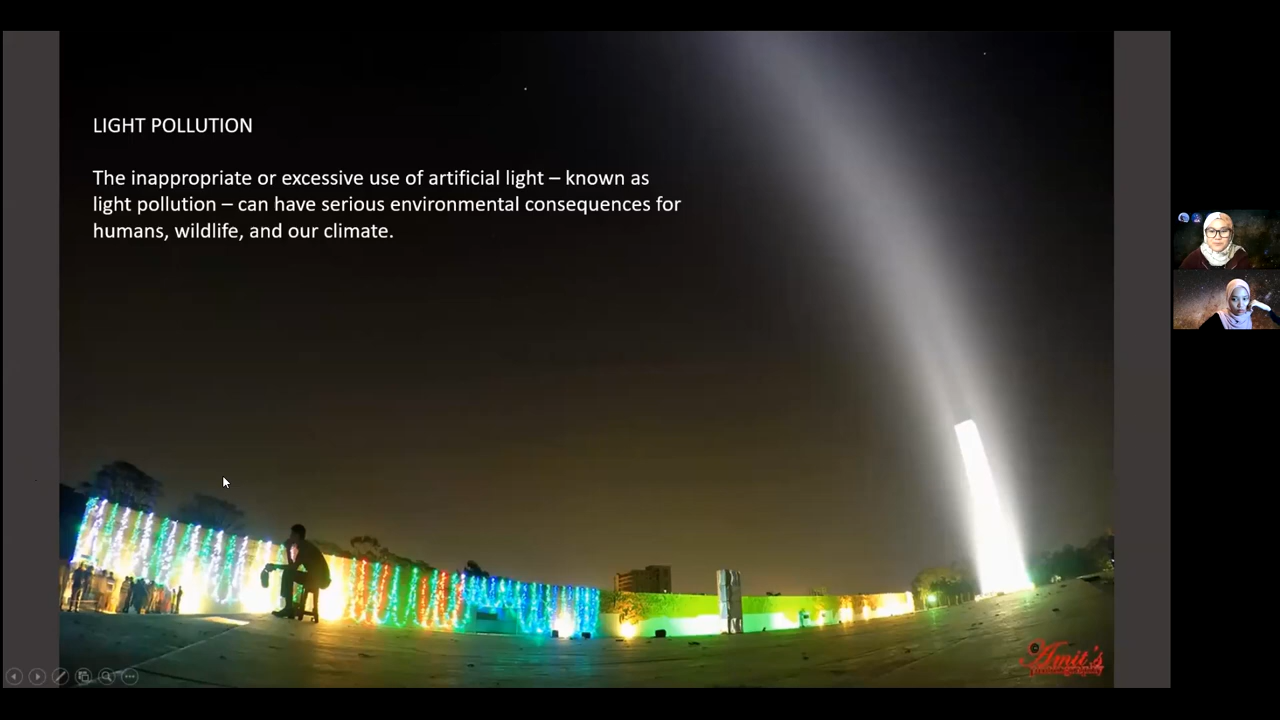 LIGHT POLLUTION
The inappropriate or excessive use of artificial light – known as
light pollution – can have serious environmental consequences for
humans, wildlife, and our climate.
Amit's